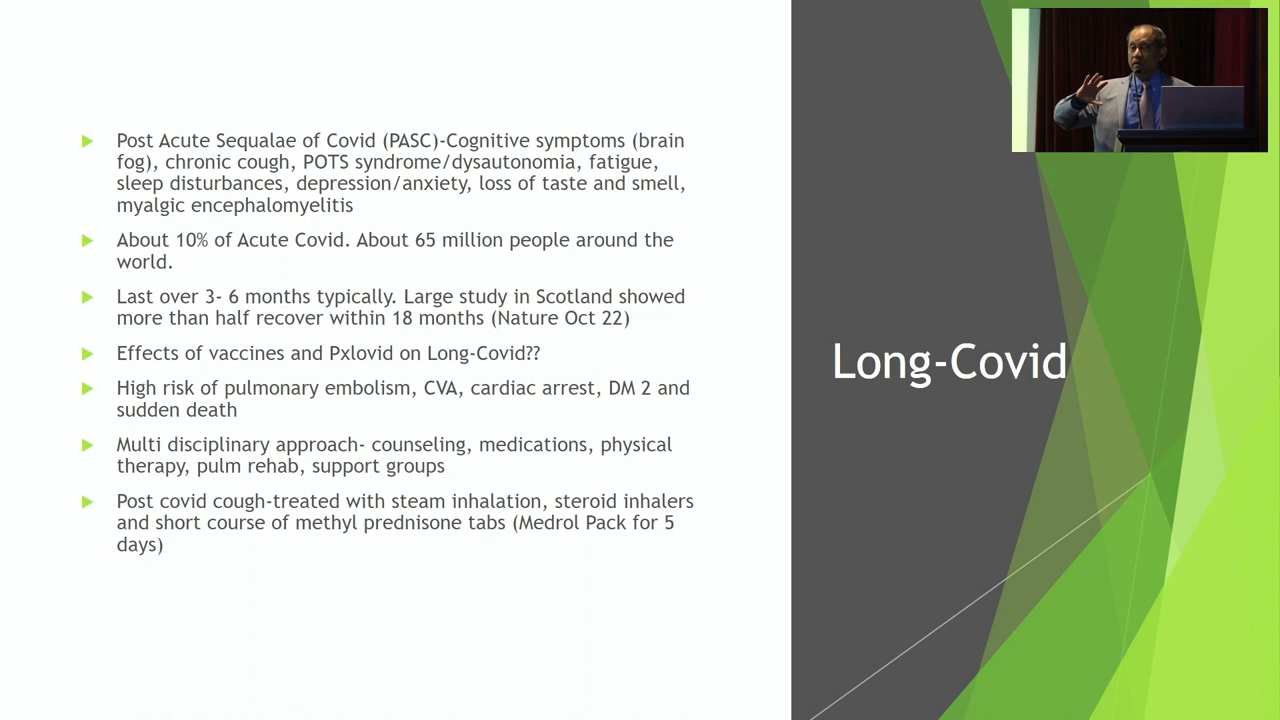 Post Acute Sequalae of Covid (PASC)-Cognitive symptoms (brain
fog), chronic cough, POTS syndrome/dysautonomia, fatigue,
sleep disturbances, depression/anxiety, loss of taste and smell,
myalgic encephalomyelitis
About 10% of Acute Covid. About 65 million people around the
world.
Last over 3- 6 months typically. Large study in Scotland showed
more than half recover within 18 months (Nature Oct 22)
Effects of vaccines and Pxlovid on Long-Covid??
High risk of pulmonary embolism, CVA, cardiac arrest, DM 2 and
sudden death
Multi disciplinary approach- counseling, medications, physical
therapy, pulm rehab, support groups
Post covid cough-treated with steam inhalation, steroid inhalers
and short course of methyl prednisone tabs (Medrol Pack for 5
days)
Long-Covid